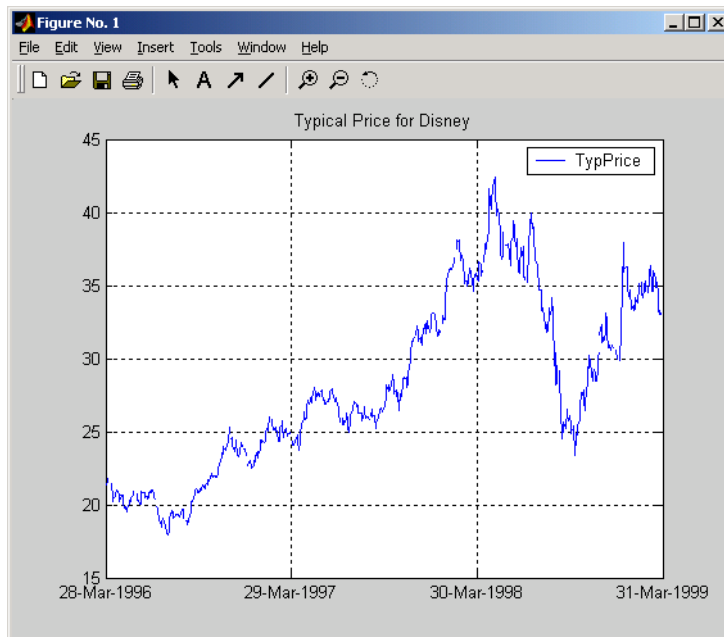 Figure No. 1
File Edit View Insert Tools Window Help
A
Typical Price for Disney
TypPrice
45
40
35
30
25
20
15
28-Mar-1996 29-Mar-1997 30-Mar-1998 31-Mar-1999